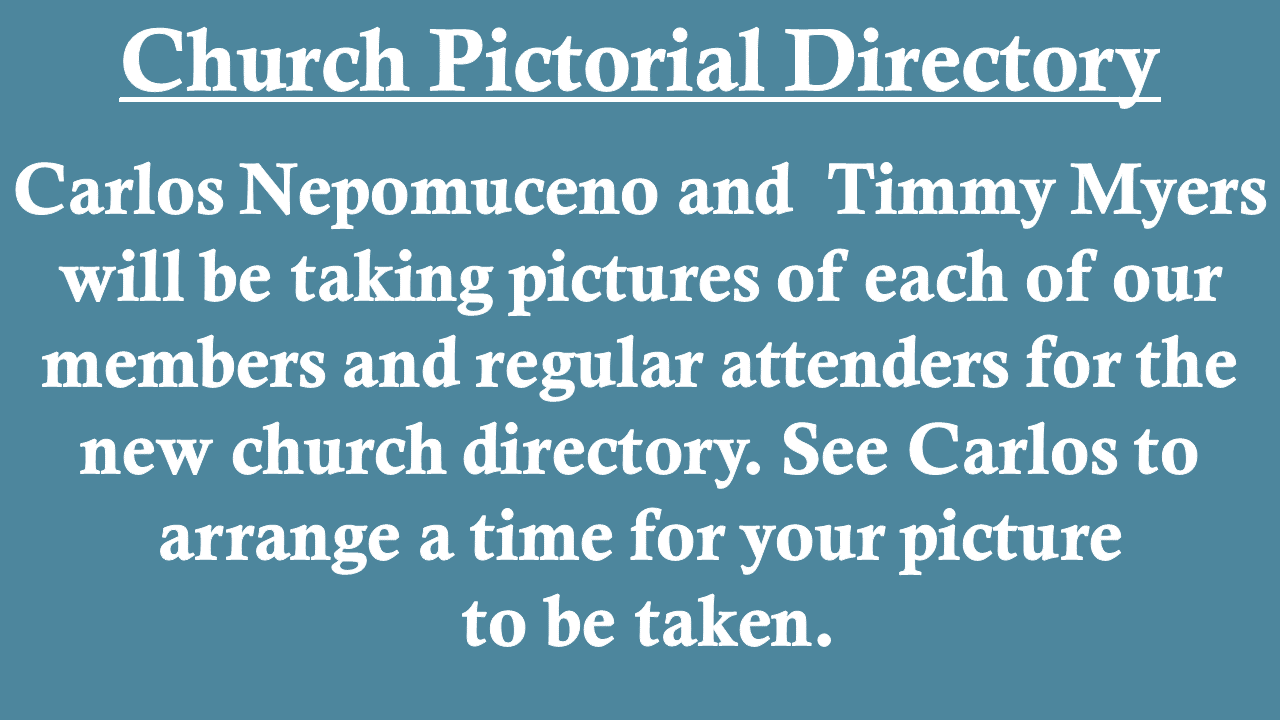 Church Pictorial Directory
Carlos Nepomuceno and  Timmy Myers
will be taking pictures of each of our
members and regular attenders for the
new church directory. See Carlos to
arrange a time for your picture
to be taken.